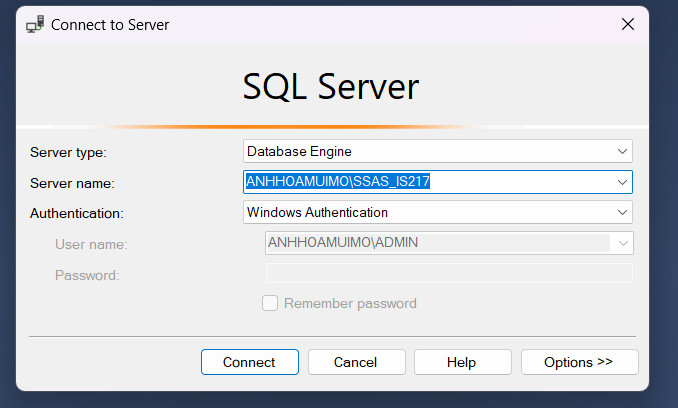 Connect to Server
SQL Server
Server type: Database Engine
Server name: ANHHOAMUIMO\SSAS_IS217
Authentication: Windows Authentication
User name: ANHHOAMUIMO\ADMIN
Password:
Remember password
Connect Cancel Help Options >>